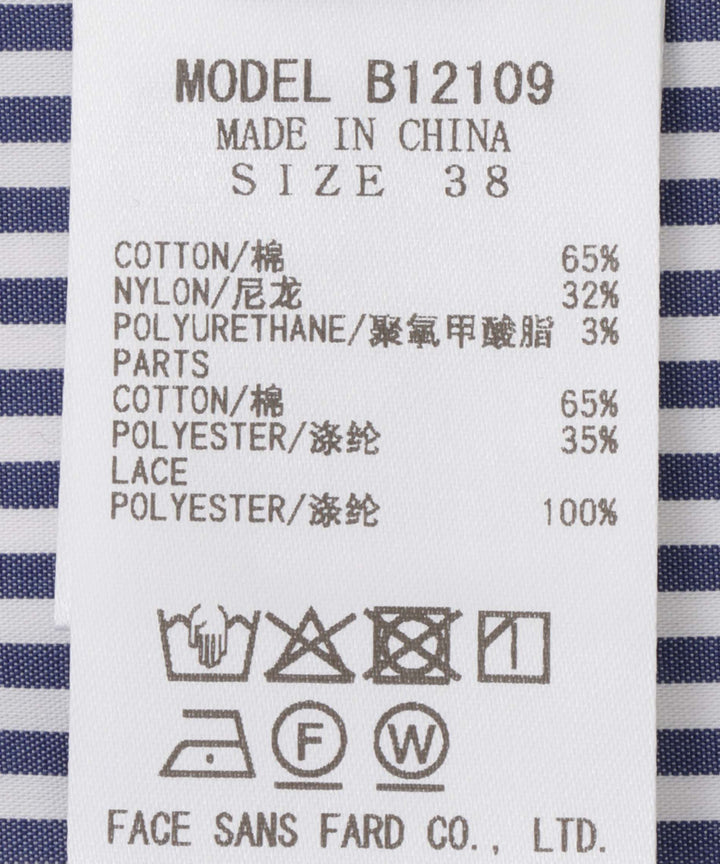 MODEL B12109
MADE IN CHINA
SIZE 38
COTTON/棉 65%
NYLON/尼龙 32%
POLYURETHANE/聚氨甲酸脂 3%
PARTS
COTTON/棉 65%
POLYESTER/涤纶 35%
LACE
POLYESTER/涤纶 100%
F W
FACE SANS FARD CO., LTD.